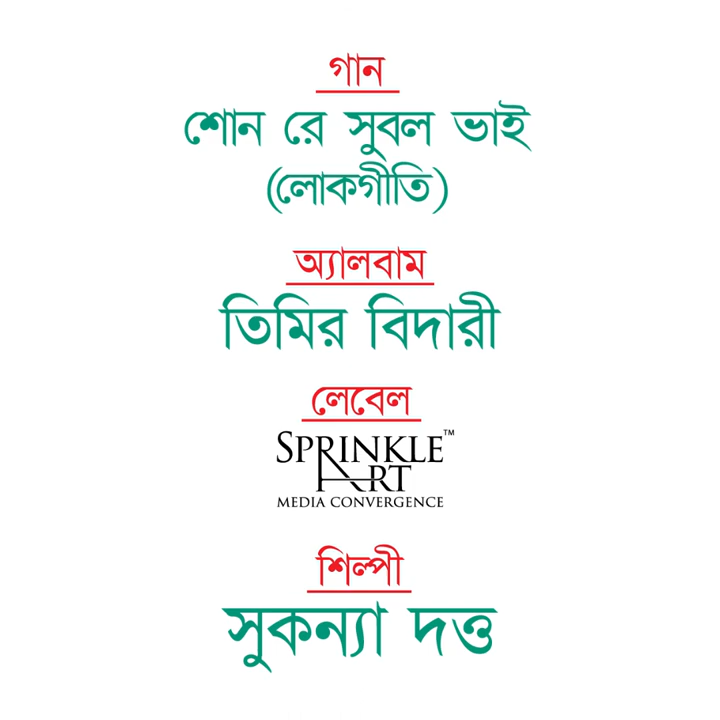 গান
শোন রে সুবল ভাই
(লোকগীতি)
অ্যালবাম
তিমির বিদারী
লেবেল
SPRINKLE™
ART
MEDIA CONVERGENCE
শিল্পী
সুকন্যা দত্ত